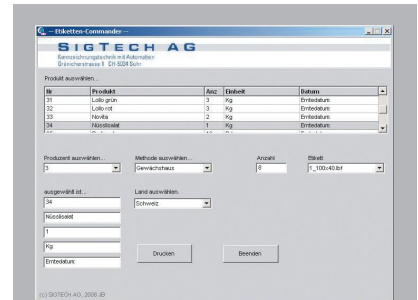 -- Etiketten-Commander --
SIGTECH AG
Kennzeichnungstechnik mit Automation
Gränicherstrasse 1 CH-5034 Suhr
Produkt auswählen...
Nr Produkt Anz Einheit Datum
31 Lollo grün 3 Kg Erntedatum:
32 Lollo rot 3 Kg Erntedatum:
33 Novita 2 Kg Erntedatum:
34 Nüsslisalat 1 Kg Erntedatum:
Produzent auswählen... Methode auswählen... Anzahl Etikett
3 Gewächshaus 8 1_100x40.lbf
ausgewählt ist... Land auswählen.
34 Schweiz
Nüsslisalat
1
Kg Drucken Beenden
Erntedatum:
(c) SIGTECH AG, 2008 JB